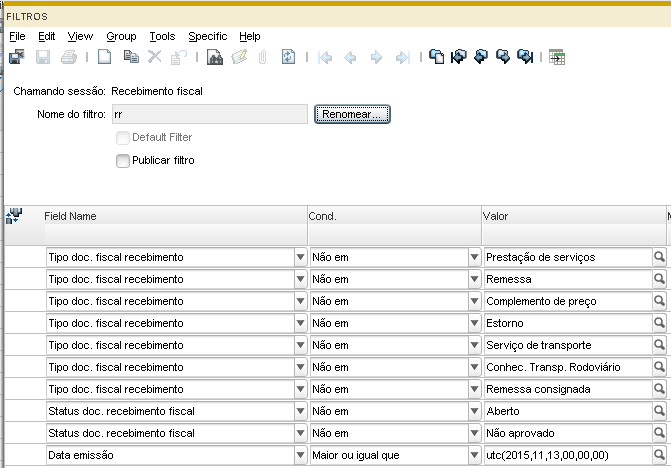 FILTROS
File Edit View Group Tools Specific Help
Chamando sessão: Recebimento fiscal
Nome do filtro: rr Renomear...
Default Filter
Publicar filtro
Field Name Cond. Valor
Tipo doc. fiscal recebimento Não em Prestação de serviços
Tipo doc. fiscal recebimento Não em Remessa
Tipo doc. fiscal recebimento Não em Complemento de preço
Tipo doc. fiscal recebimento Não em Estorno
Tipo doc. fiscal recebimento Não em Serviço de transporte
Tipo doc. fiscal recebimento Não em Conhec. Transp. Rodoviário
Tipo doc. fiscal recebimento Não em Remessa consignada
Status doc. recebimento fiscal Não em Aberto
Status doc. recebimento fiscal Não em Não aprovado
Data emissão Maior ou igual que utc(2015,11,13,00,00,00)